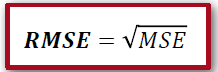 RMSE = √MSE